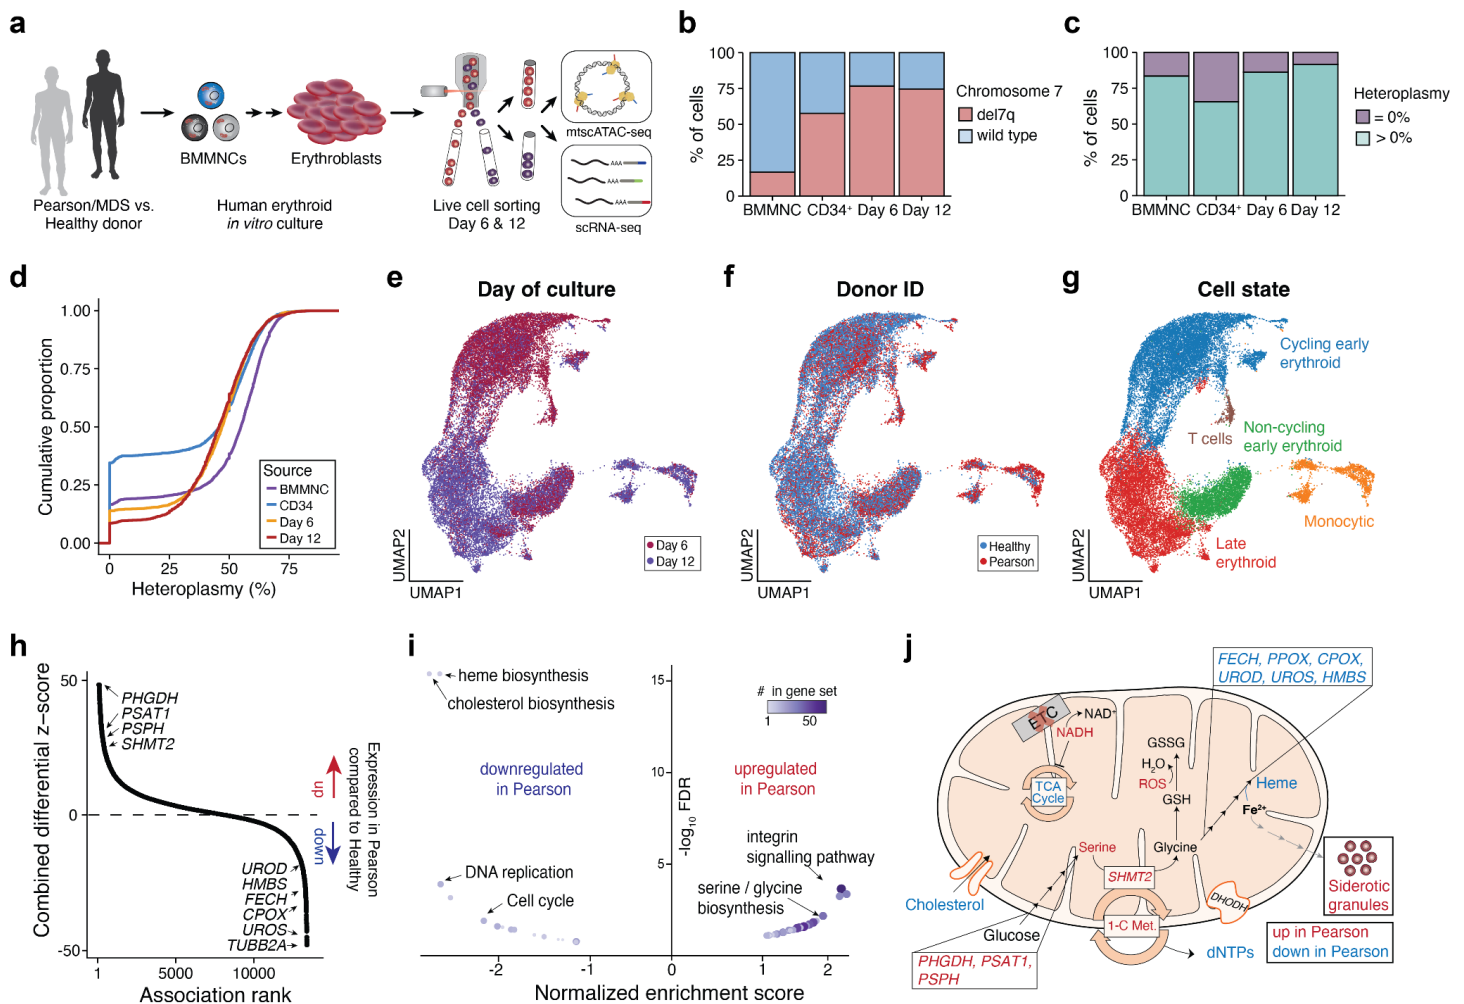 a
BMMNCs
Erythroblasts
Pearson/MDS vs.
Healthy donor
Human erythroid
in vitro culture
Live cell sorting
Day 6 & 12
mtscATAC-seq
AAA
AAA
AAA
scRNA-seq
b
% of cells
100
75
50
25
0
BMMNC CD34+ Day 6 Day 12
Chromosome 7
del7q
wild type
c
% of cells
100
75
50
25
0
BMMNC CD34+ Day 6 Day 12
Heteroplasmy
= 0%
> 0%
d
Cumulative proportion
1.00
0.75
0.50
0.25
0.00
0 25 50 75
Heteroplasmy (%)
Source
BMMNC
CD34
Day 6
Day 12
e
Day of culture
UMAP2
UMAP1
Day 6
Day 12
f
Donor ID
UMAP2
UMAP1
Healthy
Pearson
g
Cell state
Cycling early
erythroid
T cells
Non-cycling
early erythroid
Monocytic
Late
erythroid
UMAP2
UMAP1
h
Combined differential z−score
50
0
-50
PHGDH
PSAT1
PSPH
SHMT2
up
down
Expression in Pearson
compared to Healthy
UROD
HMBS
FECH
CPOX
UROS
TUBB2A
1 5000 10000
Association rank
i
heme biosynthesis
cholesterol biosynthesis
downregulated
in Pearson
DNA replication
Cell cycle
15
10
5
-log10 FDR
# in gene set
1 50
upregulated
in Pearson
integrin
signalling pathway
serine / glycine
biosynthesis
-2 -1 0 1 2
Normalized enrichment score
j
FECH, PPOX, CPOX,
UROD, UROS, HMBS
ETC
NAD+
NADH
TCA
Cycle
GSSG
H2O
ROS
GSH
Heme
Fe2+
Serine
Glycine
SHMT2
Cholesterol
Glucose
1-C Met.
DHODH
dNTPs
PHGDH, PSAT1,
PSPH
Siderotic
granules
up in Pearson
down in Pearson